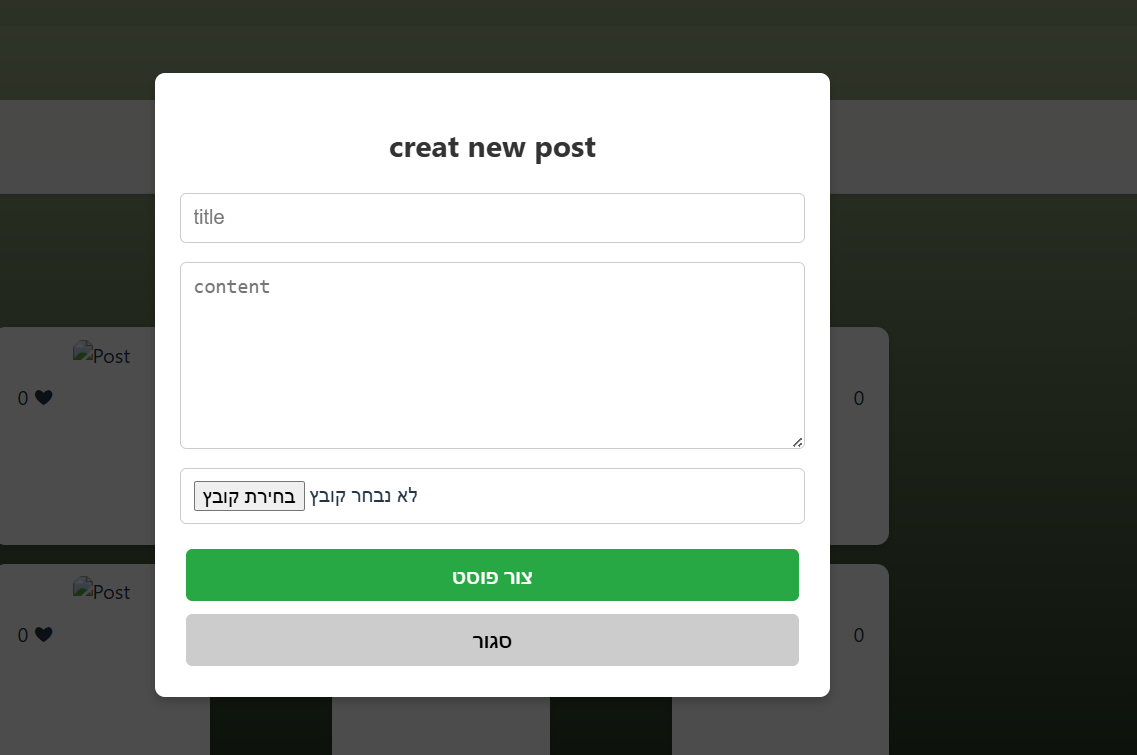 creat new post
title
content
בחירת קובץ לא נבחר קובץ
צור פוסט
סגור
Post
0
0
Post
0
0